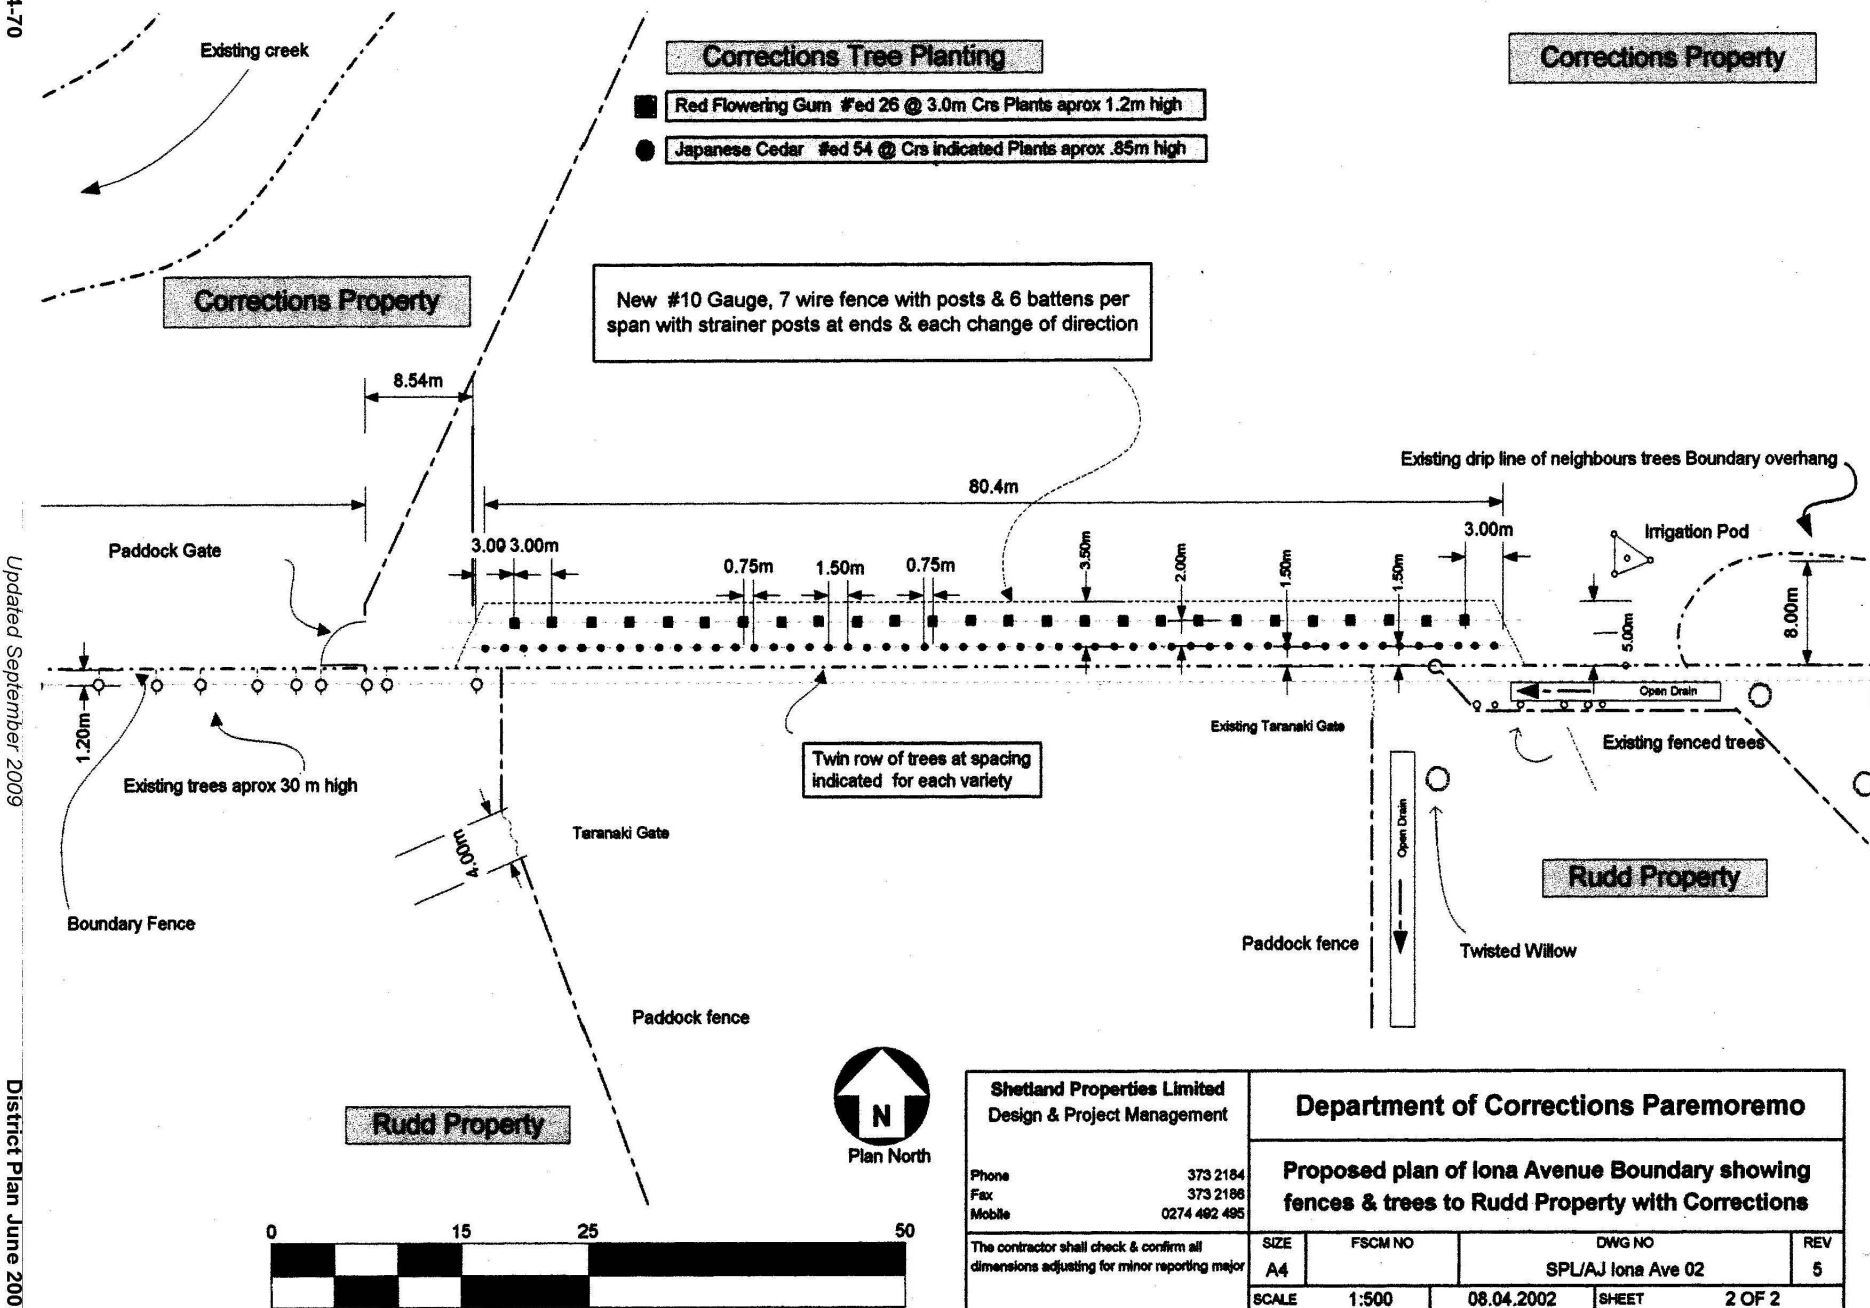 4-70
Existing creek
Corrections Tree Planting
Corrections Property
Red Flowering Gum #ed 26 @ 3.0m Crs Plants aprox 1.2m high
Japanese Cedar #ed 54 @ Crs indicated Plants aprox .85m high
Corrections Property
New #10 Gauge, 7 wire fence with posts & 6 battens per
span with strainer posts at ends & each change of direction
8.54m
Existing drip line of neighbours trees Boundary overhang
80.4m
Paddock Gate
3.00 3.00m
0.75m
1.50m
0.75m
3.50m
2.00m
1.50m
1.50m
3.00m
Irrigation Pod
5.00m
8.00m
1.20m
Open Drain
Existing Taranaki Gate
Existing fenced trees
Existing trees aprox 30 m high
Twin row of trees at spacing
indicated for each variety
Taranaki Gate
4.00m
Open Drain
Rudd Property
Boundary Fence
Paddock fence
Twisted Willow
Paddock fence
Rudd Property
N
Plan North
0 15 25 50
Shetland Properties Limited
Design & Project Management
Phone 373 2184
Fax 373 2186
Mobile 0274 492 495
The contractor shall check & confirm all
dimensions adjusting for minor reporting major
Department of Corrections Paremoremo
Proposed plan of Iona Avenue Boundary showing
fences & trees to Rudd Property with Corrections
SIZE FSCM NO DWG NO REV
A4 SPL/AJ Iona Ave 02 5
SCALE 1:500 08.04.2002 SHEET 2 OF 2
Updated September 2009
District Plan June 200